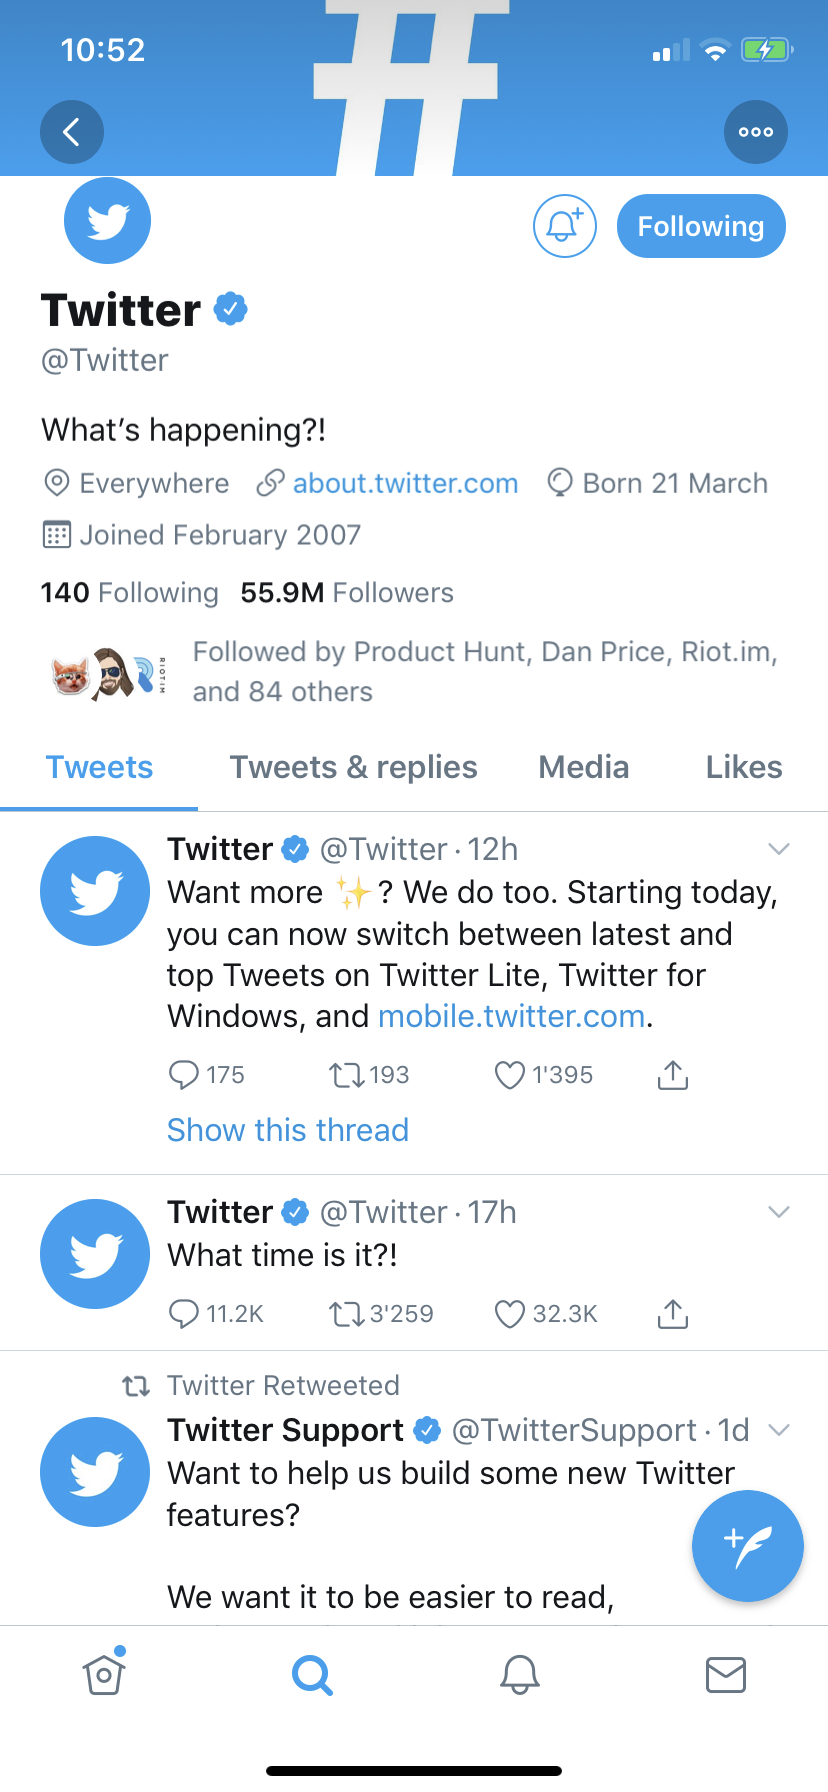 10:52
#
Following
Twitter
@Twitter
What's happening?!
Everywhere about.twitter.com Born 21 March
Joined February 2007
140 Following 55.9M Followers
RIOTIM
Followed by Product Hunt, Dan Price, Riot.im,
and 84 others
Tweets Tweets & replies Media Likes
Twitter @Twitter · 12h
Want more ✨? We do too. Starting today,
you can now switch between latest and
top Tweets on Twitter Lite, Twitter for
Windows, and mobile.twitter.com.
175 193 1'395
Show this thread
Twitter @Twitter · 17h
What time is it?!
11.2K 3'259 32.3K
Twitter Retweeted
Twitter Support @TwitterSupport · 1d
Want to help us build some new Twitter
features?
We want it to be easier to read,